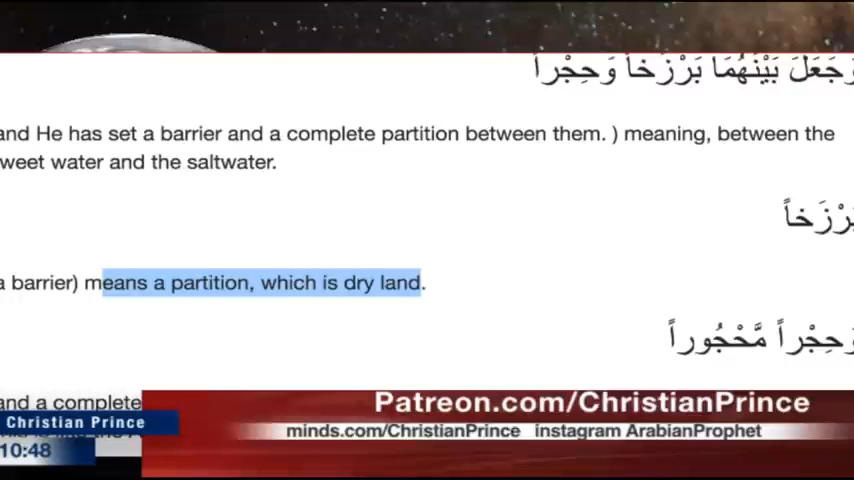 وَجَعَلَ بَيْنَهُمَا بَرْزَخاً وَحِجْراً
and He has set a barrier and a complete partition between them. ) meaning, between the
weet water and the saltwater.
بَرْزَخاً
a barrier) means a partition, which is dry land.
وَحِجْراً مَّحْجُوراً
and a complete
Patreon.com/ChristianPrince
Christian Prince
minds.com/ChristianPrince instagram ArabianProphet
10:48